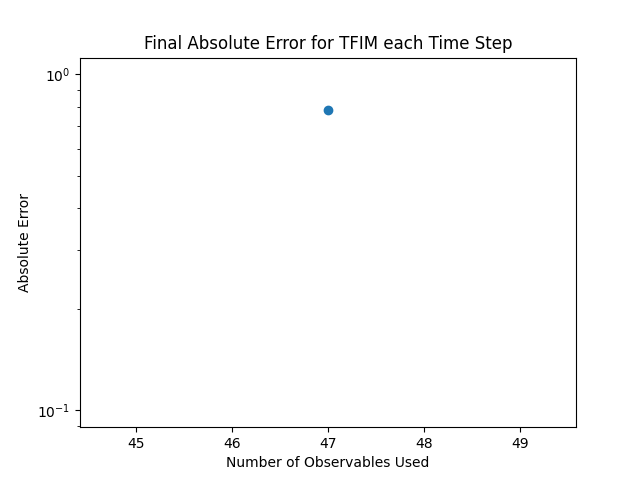 Final Absolute Error for TFIM each Time Step
10⁰
10⁻¹
Absolute Error
45 46 47 48 49
Number of Observables Used